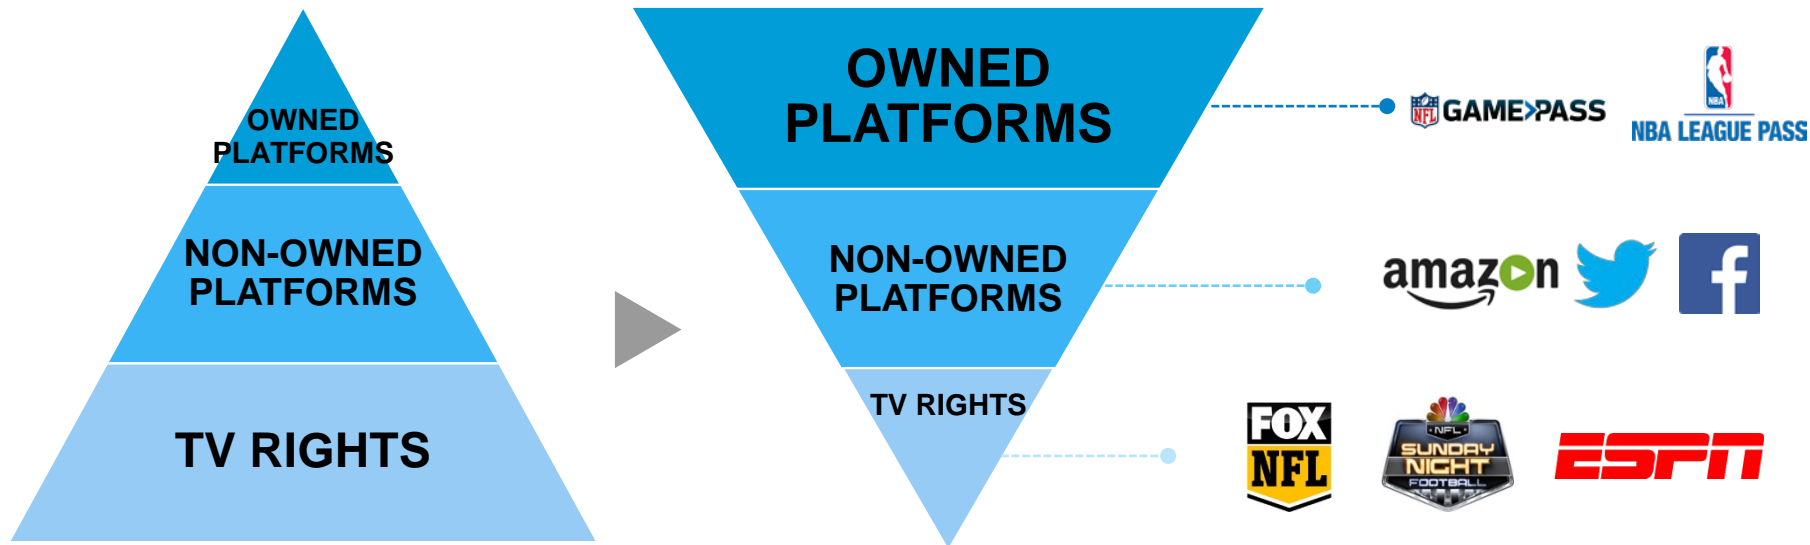 OWNED
PLATFORMS
NON-OWNED
PLATFORMS
TV RIGHTS
OWNED
PLATFORMS
NON-OWNED
PLATFORMS
TV RIGHTS
NFL GAME PASS
NBA
NBA LEAGUE PASS
amazon
f
FOX
NFL
NFL
SUNDAY
NIGHT
FOOTBALL
ESPN